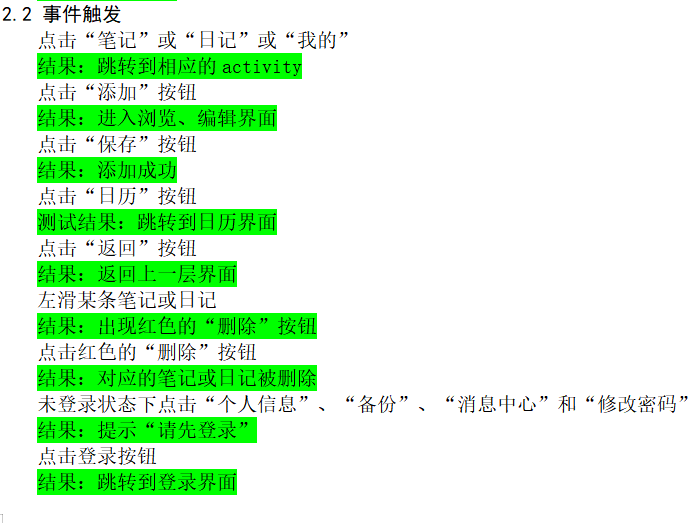 2.2 事件触发
点击“笔记”或“日记”或“我的”
结果：跳转到相应的 activity
点击“添加”按钮
结果：进入浏览、编辑界面
点击“保存”按钮
结果：添加成功
点击“日历”按钮
测试结果：跳转到日历界面
点击“返回”按钮
结果：返回上一层界面
左滑某条笔记或日记
结果：出现红色的“删除”按钮
点击红色的“删除”按钮
结果：对应的笔记或日记被删除
未登录状态下点击“个人信息”、“备份”、“消息中心”和“修改密码”
结果：提示“请先登录”
点击登录按钮
结果：跳转到登录界面